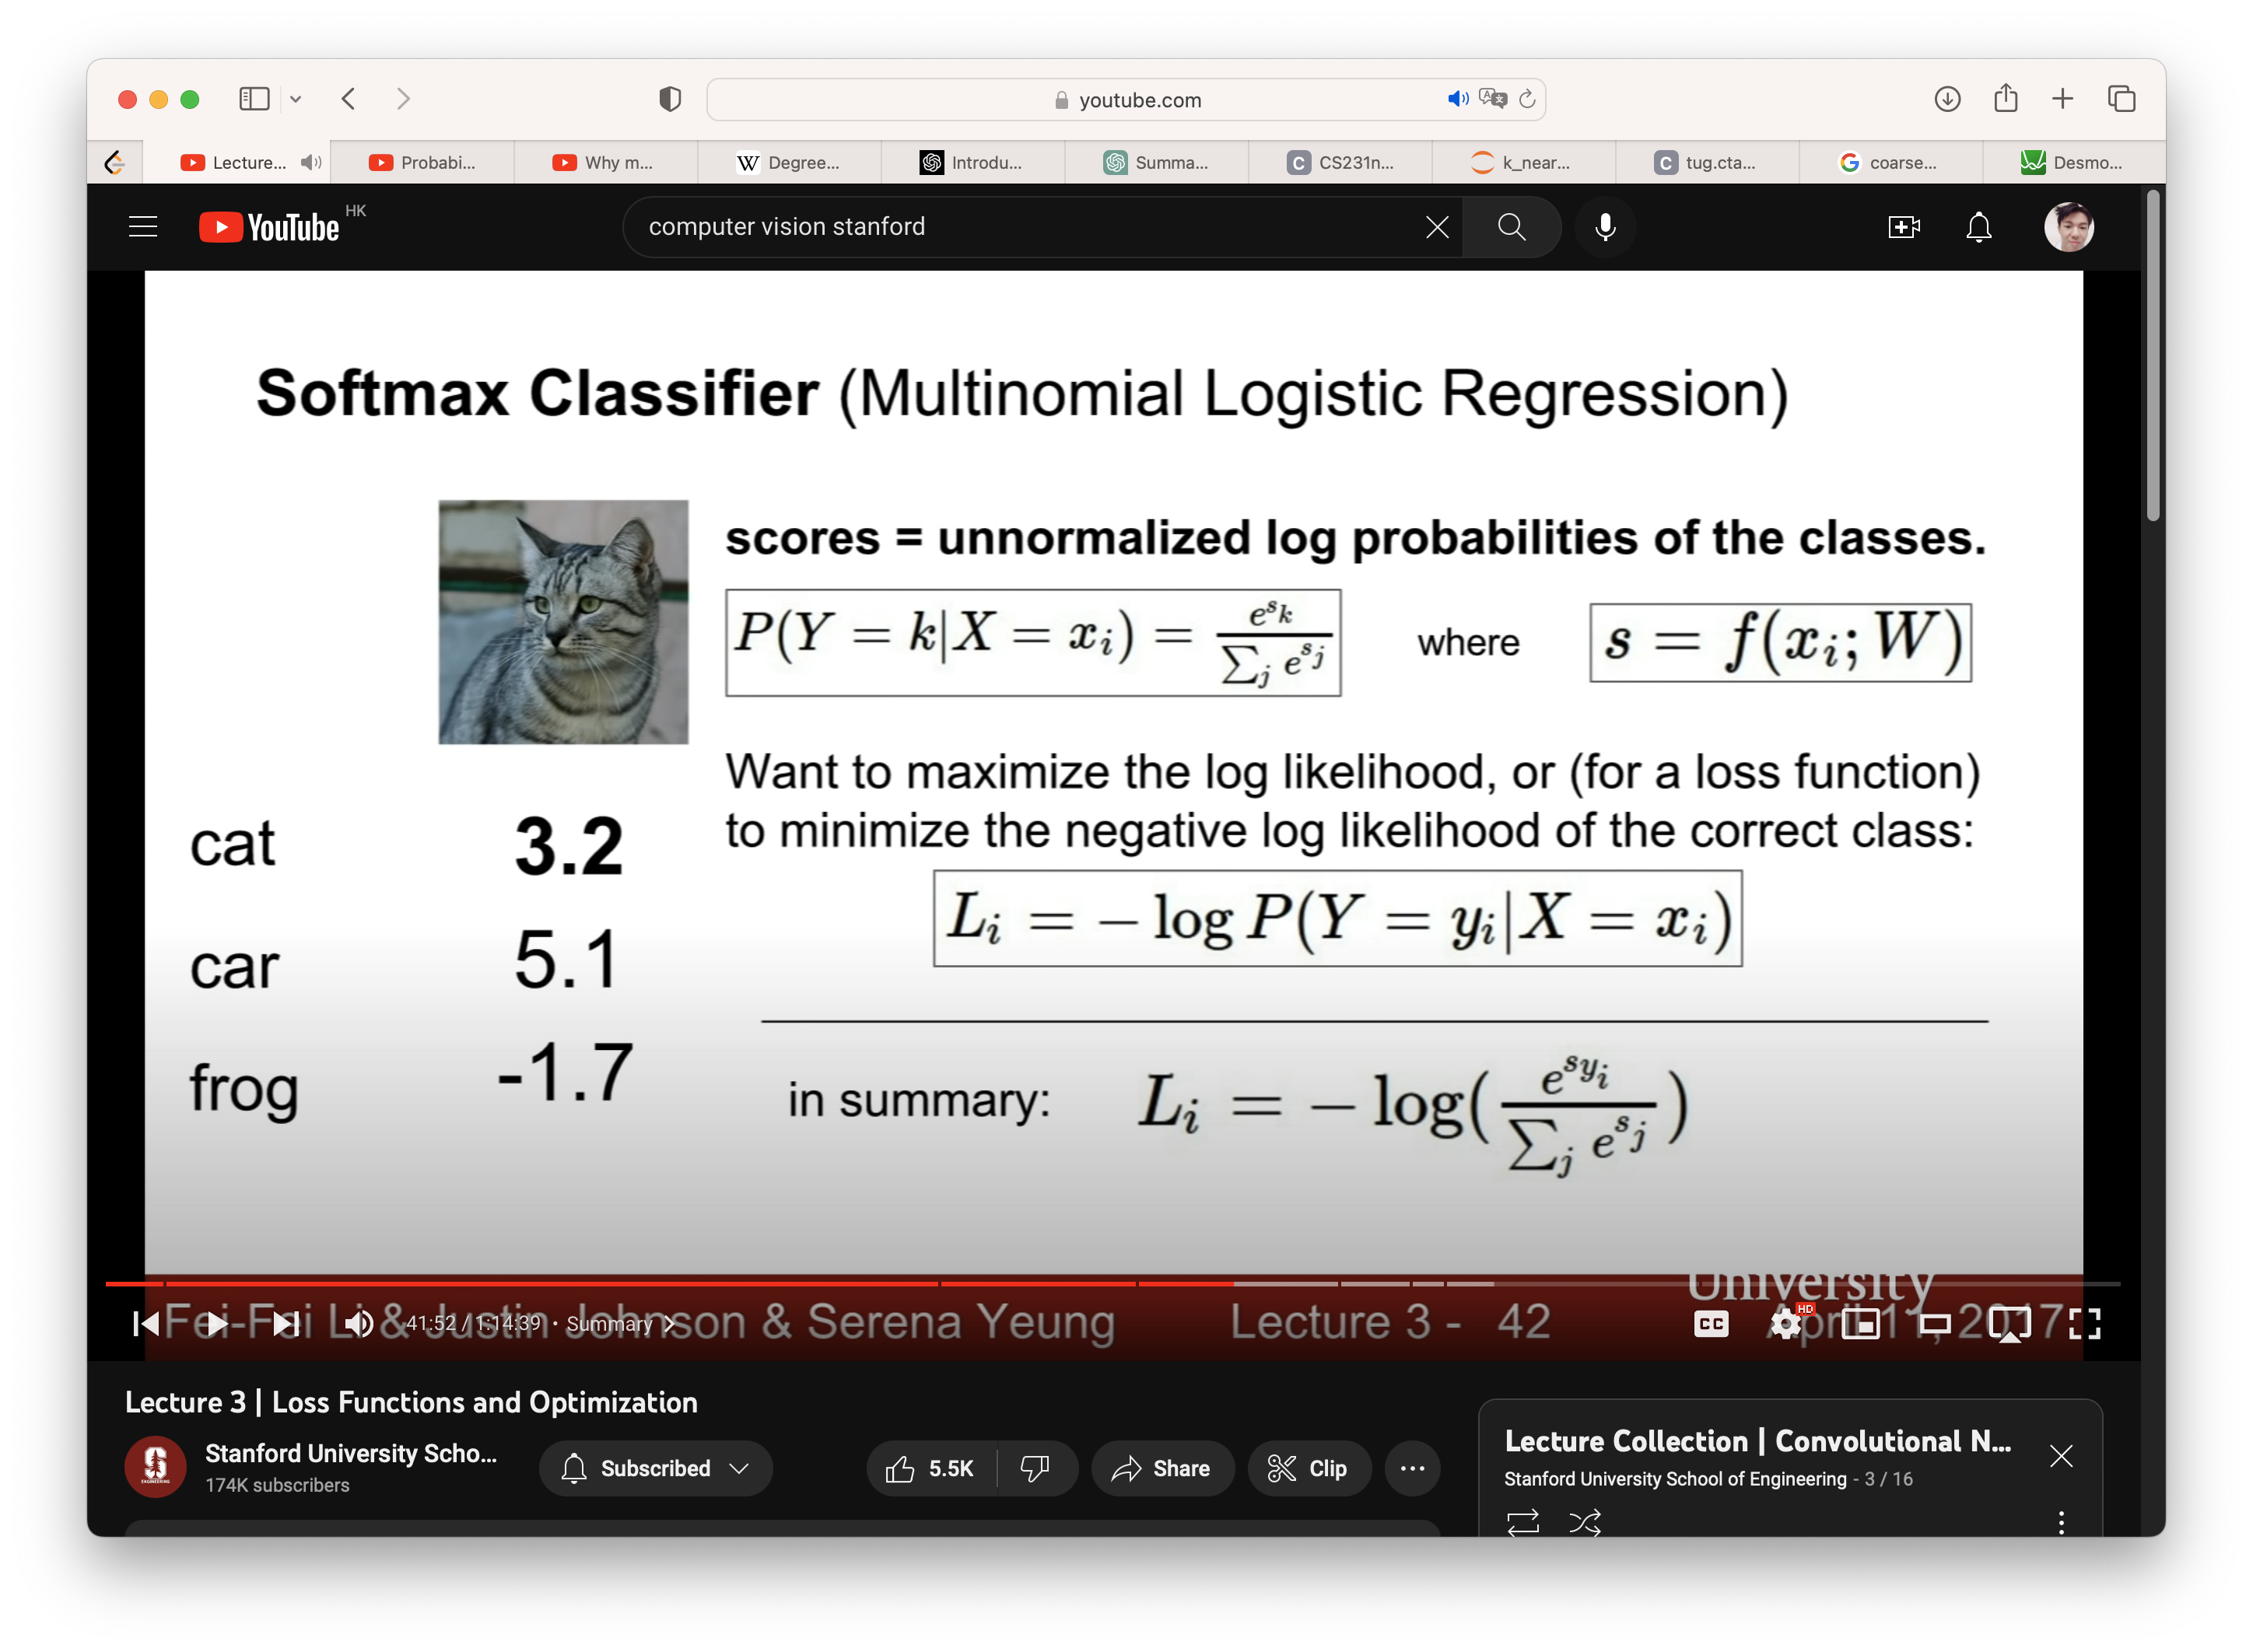 youtube.com
Lecture...
Probabi...
Why m...
W Degree...
Introdu...
Summa...
C CS231n...
k_near...
C tug.cta...
G coarse...
Desmo...
YouTube HK
computer vision stanford
Softmax Classifier (Multinomial Logistic Regression)
scores = unnormalized log probabilities of the classes.
P(Y = k|X = x_i) = \frac{e^{s_k}}{\sum_j e^{s_j}} where s = f(x_i; W)
Want to maximize the log likelihood, or (for a loss function)
to minimize the negative log likelihood of the correct class:
cat 3.2
L_i = − log P(Y = y_i|X = x_i)
car 5.1
frog -1.7
in summary: L_i = − log(\frac{e^{s_{y_i}}}{\sum_j e^{s_j}})
University
Fei-Fei Li & Justin Johnson & Serena Yeung Lecture 3 - 42 April 11, 2017
41:52 / 1:14:39 • Summary
CC
HD
Lecture 3 | Loss Functions and Optimization
Stanford University Scho...
174K subscribers
Subscribed
5.5K
Share
Clip
Lecture Collection | Convolutional N...
Stanford University School of Engineering - 3 / 16